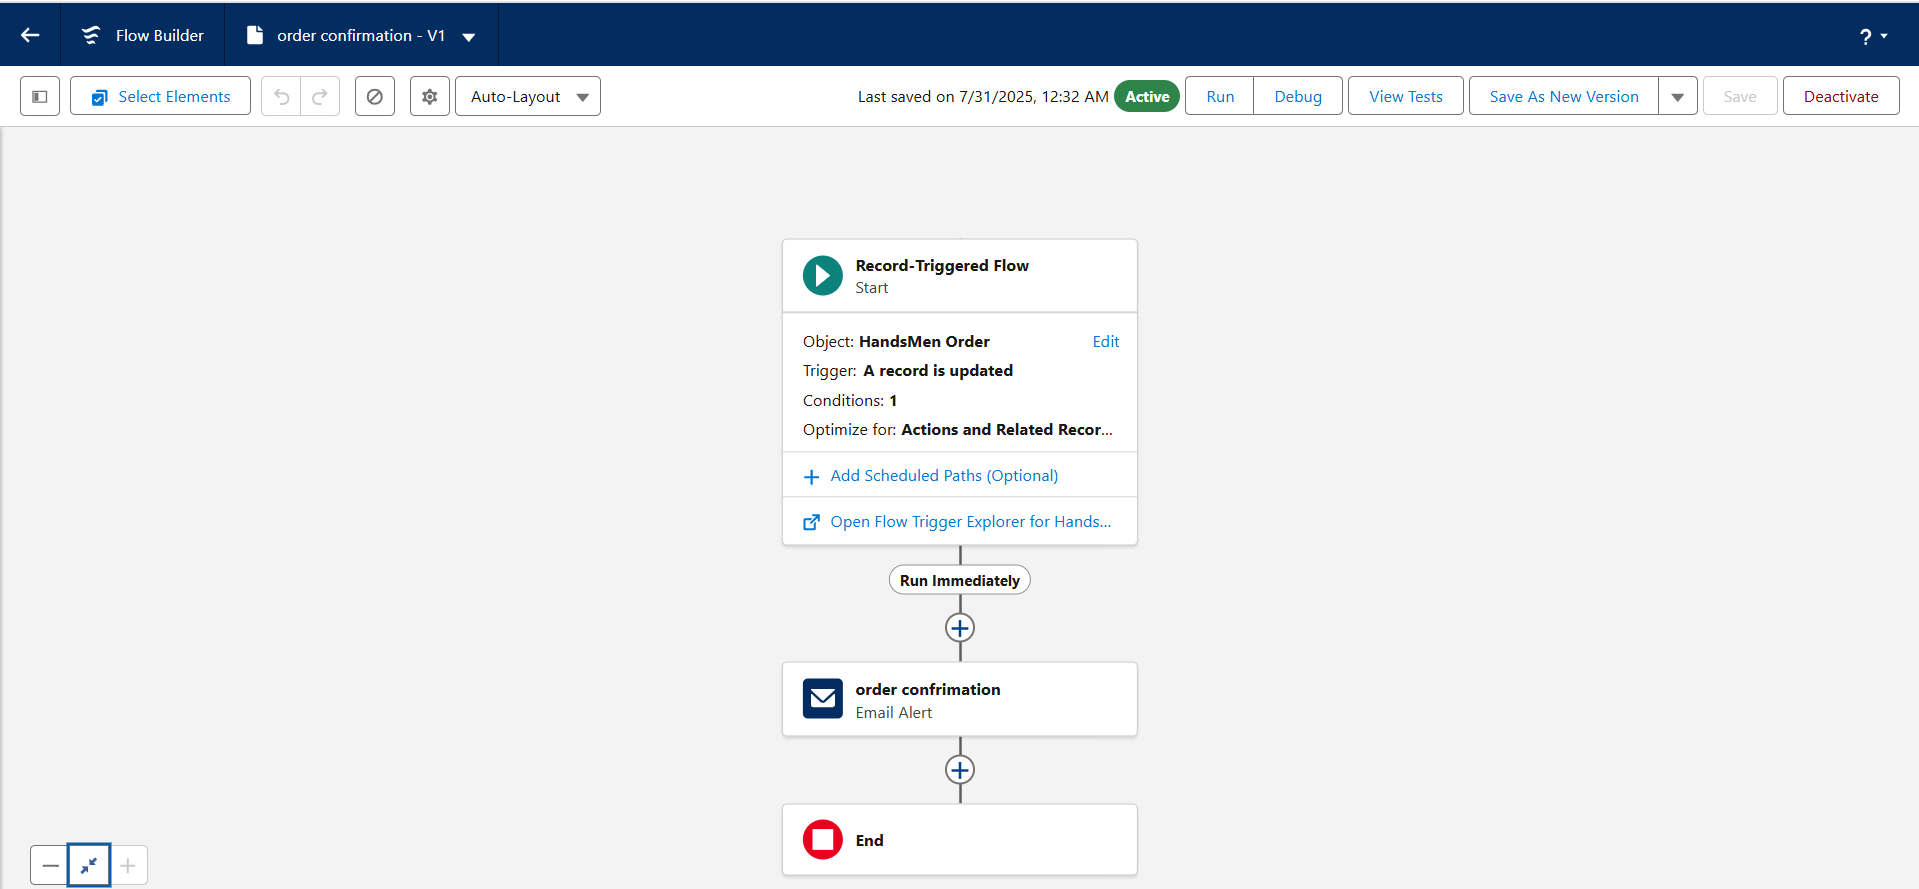 Flow Builder
order confirmation - V1
?
Select Elements
Auto-Layout
Last saved on 7/31/2025, 12:32 AM
Active
Run
Debug
View Tests
Save As New Version
Save
Deactivate
Record-Triggered Flow
Start
Object: HandsMen Order
Edit
Trigger: A record is updated
Conditions: 1
Optimize for: Actions and Related Recor...
Add Scheduled Paths (Optional)
Open Flow Trigger Explorer for Hands...
Run Immediately
order confrimation
Email Alert
End